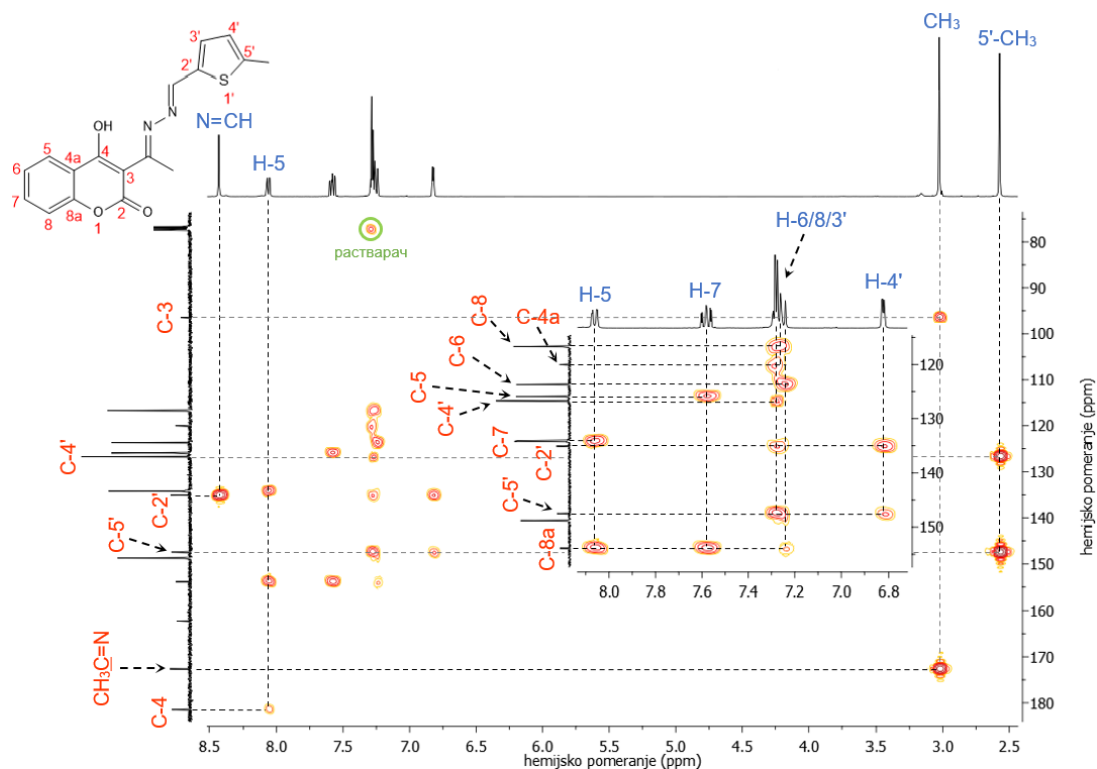 N=CH
H-5
CH₃
5'-CH₃
3'
4'
2'
5'
S
1'
N
N
OH
5
4
4a
3
6
7
8a
2
8
O
1
O
растварач
H-6/8/3'
H-5
H-7
H-4'
C-3
C-4'
C-2'
C-5'
CH₃C=N
C-4
C-8
C-4a
C-6
C-5
C-4'
C-7
C-2'
C-5'
C-8a
120
130
140
150
8.0
7.8
7.6
7.4
7.2
7.0
6.8
80
90
100
110
120
130
140
150
160
170
180
hemijsko pomeranje (ppm)
8.5
8.0
7.5
7.0
6.5
6.0
5.5
5.0
4.5
4.0
3.5
3.0
2.5
hemijsko pomeranje (ppm)